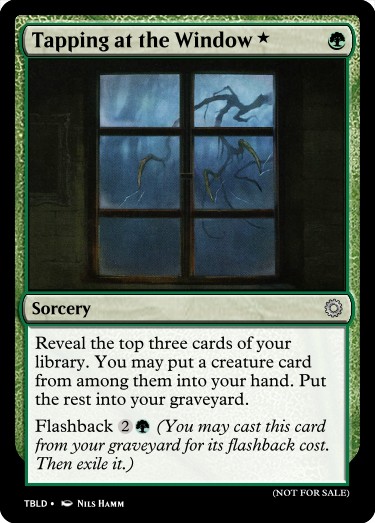 Tapping at the Window ★
Sorcery
Reveal the top three cards of your
library. You may put a creature card
from among them into your hand. Put
the rest into your graveyard.
Flashback 2 (You may cast this card
from your graveyard for its flashback cost.
Then exile it.)
(NOT FOR SALE)
TBLD • Nils Hamm